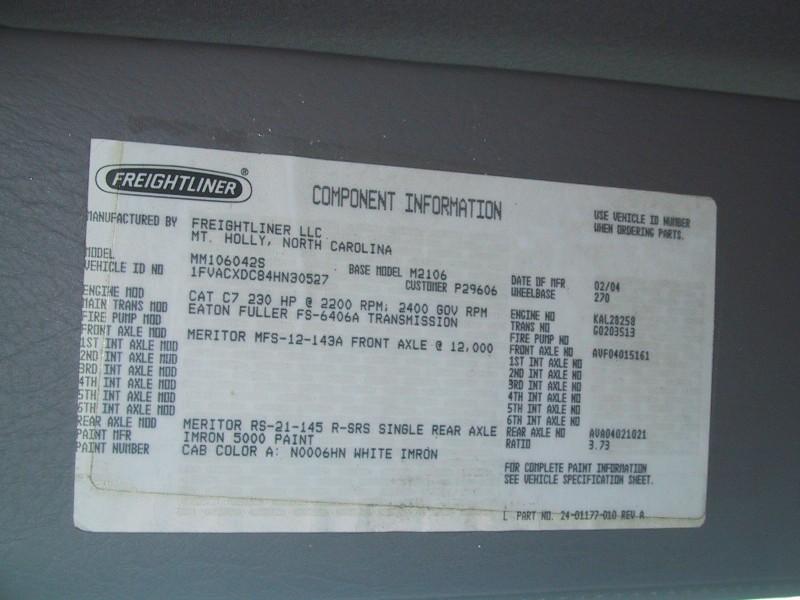 FREIGHTLINER ®
COMPONENT INFORMATION
USE VEHICLE ID NUMBER
WHEN ORDERING PARTS.
MANUFACTURED BY FREIGHTLINER LLC
MT. HOLLY, NORTH CAROLINA
MODEL MM106042S BASE MODEL M2106
VEHICLE ID NO 1FVACXDC84HN30527 CUSTOMER P29606
DATE OF MFR 02/04
WHEELBASE 270
ENGINE MOD CAT C7 230 HP @ 2200 RPM; 2400 GOV RPM
MAIN TRANS MOD EATON FULLER FS-6406A TRANSMISSION
FIRE PUMP MOD
FRONT AXLE MOD MERITOR MFS-12-143A FRONT AXLE @ 12,000
1ST INT AXLE MOD
2ND INT AXLE MOD
3RD INT AXLE MOD
4TH INT AXLE MOD
5TH INT AXLE MOD
6TH INT AXLE MOD
REAR AXLE MOD MERITOR RS-21-145 R-SRS SINGLE REAR AXLE
PAINT MFR IMRON 5000 PAINT
PAINT NUMBER CAB COLOR A: N0006HN WHITE IMRON
ENGINE NO KAL28258
TRANS NO G0203513
FIRE PUMP NO
FRONT AXLE NO AVF04015161
1ST INT AXLE NO
2ND INT AXLE NO
3RD INT AXLE NO
4TH INT AXLE NO
5TH INT AXLE NO
6TH INT AXLE NO
REAR AXLE NO AVA04021021
RATIO 3.73
FOR COMPLETE PAINT INFORMATION
SEE VEHICLE SPECIFICATION SHEET.
L PART NO. 24-01177-010 REV A